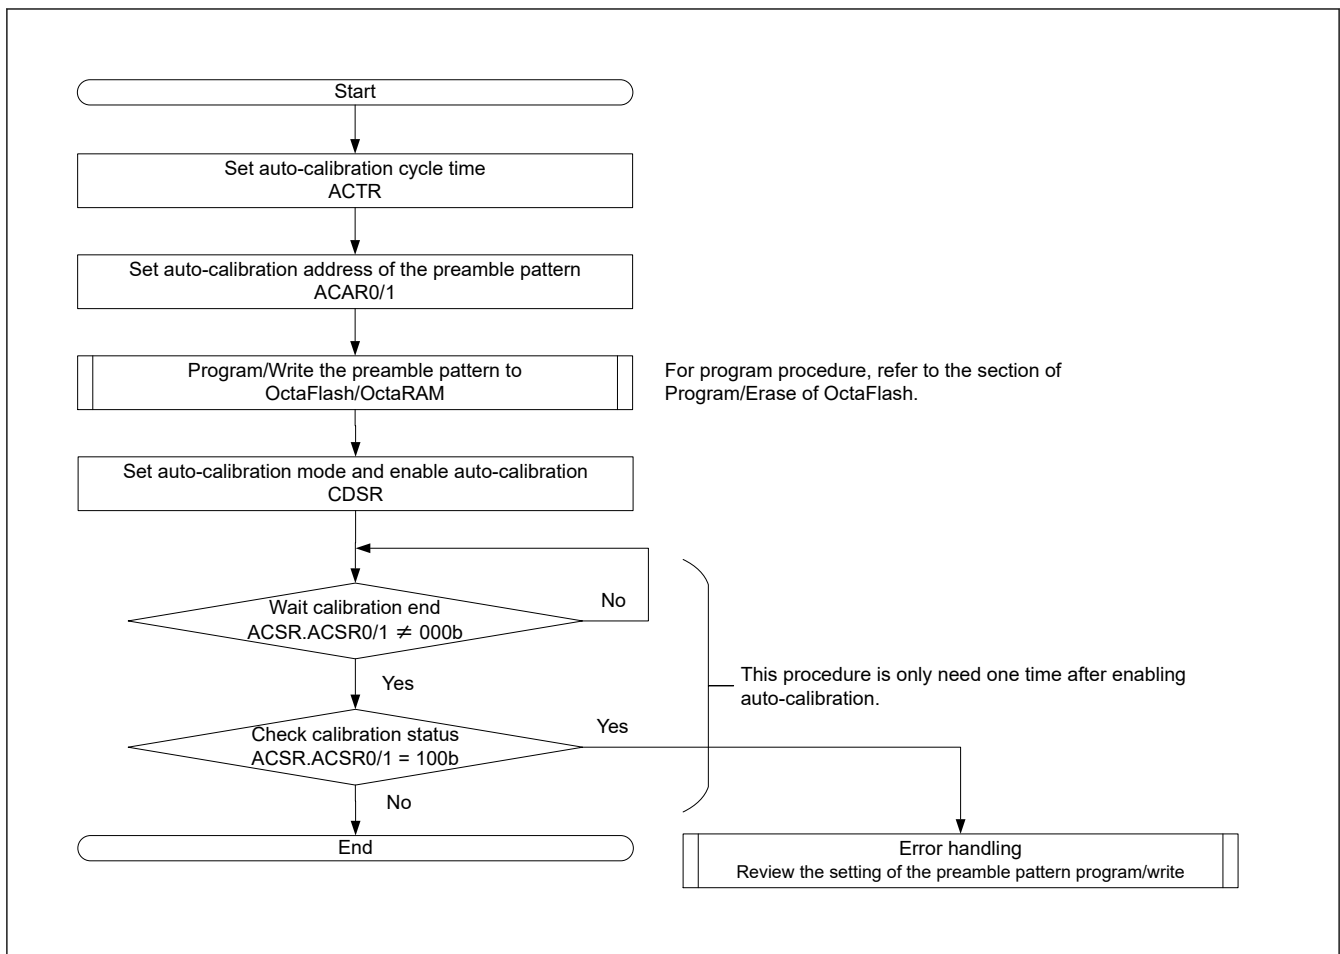 Start
Set auto-calibration cycle time
ACTR
Set auto-calibration address of the preamble pattern
ACAR0/1
Program/Write the preamble pattern to
OctaFlash/OctaRAM
For program procedure, refer to the section of
Program/Erase of OctaFlash.
Set auto-calibration mode and enable auto-calibration
CDSR
Wait calibration end
ACSR.ACSR0/1 ≠ 000b
No
Yes
This procedure is only need one time after enabling
auto-calibration.
Check calibration status
ACSR.ACSR0/1 = 100b
Yes
No
End
Error handling
Review the setting of the preamble pattern program/write